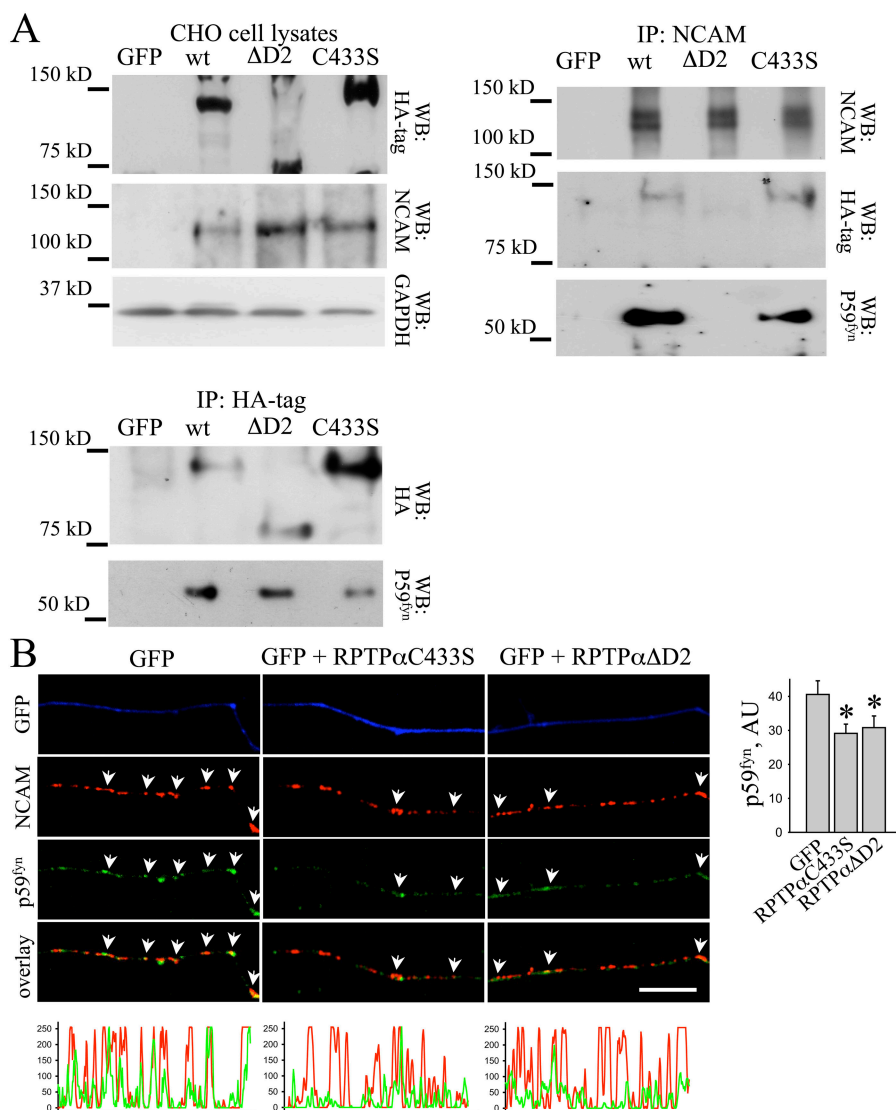 A
CHO cell lysates
GFP wt ΔD2 C433S
150 kD
75 kD
WB: HA-tag
150 kD
100 kD
WB: NCAM
37 kD
WB: GAPDH
IP: NCAM
GFP wt ΔD2 C433S
150 kD
100 kD
WB: NCAM
150 kD
75 kD
WB: HA-tag
50 kD
WB: P59fyn
IP: HA-tag
GFP wt ΔD2 C433S
150 kD
75 kD
WB: HA
50 kD
WB: P59fyn
B
GFP GFP + RPTPαC433S GFP + RPTPαΔD2
GFP
NCAM
p59fyn
overlay
250
200
150
100
50
0
250
200
150
100
50
0
250
200
150
100
50
0
p59fyn, AU
40
30
20
10
0
* *
GFP
RPTPαC433S
RPTPαΔD2